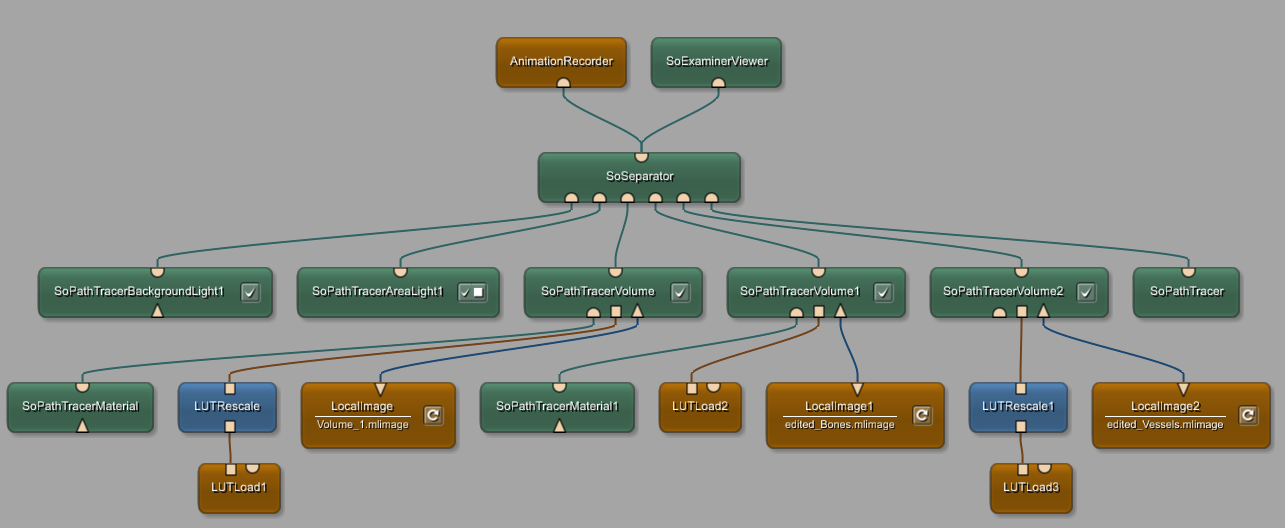 AnimationRecorder
SoExaminerViewer
SoSeparator
SoPathTracerBackgroundLight1
SoPathTracerAreaLight1
SoPathTracerVolume
SoPathTracerVolume1
SoPathTracerVolume2
SoPathTracer
SoPathTracerMaterial
LUTRescale
LocalImage
Volume_1.mlimage
SoPathTracerMaterial1
LUTLoad2
LocalImage1
edited_Bones.mlimage
LUTRescale1
LocalImage2
edited_Vessels.mlimage
LUTLoad1
LUTLoad3